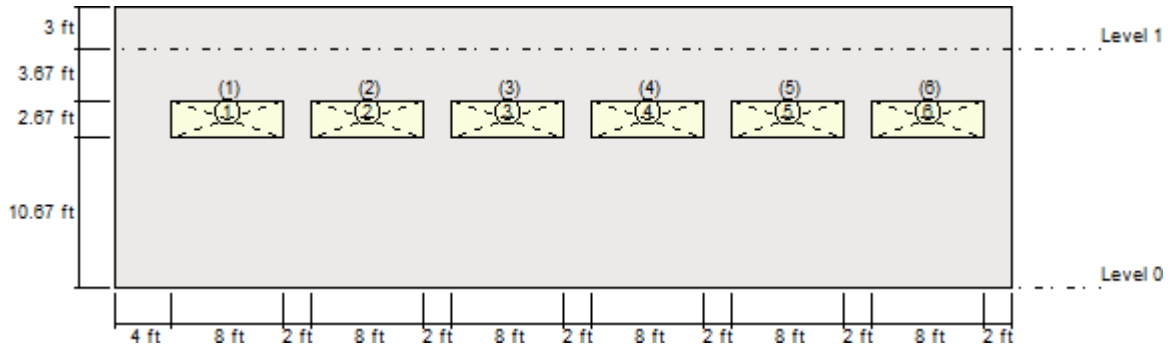 3 ft
Level 1
3.67 ft
(1) (2) (3) (4) (5) (6)
2.67 ft
1 2 3 4 5 6
10.67 ft
Level 0
4 ft 8 ft 2 ft 8 ft 2 ft 8 ft 2 ft 8 ft 2 ft 8 ft 2 ft 8 ft 2 ft